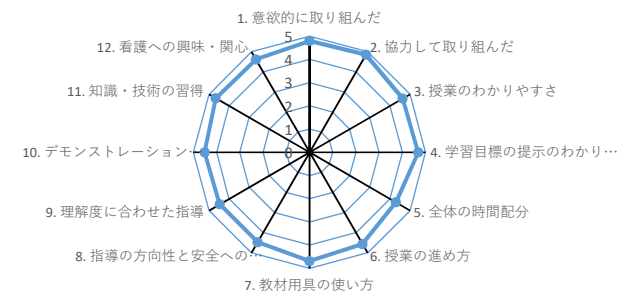 1. 意欲的に取り組んだ
2. 協力して取り組んだ
3. 授業のわかりやすさ
4. 学習目標の提示のわかり…
5. 全体の時間配分
6. 授業の進め方
7. 教材用具の使い方
8. 指導の方向性と安全への…
9. 理解度に合わせた指導
10. デモンストレーション…
11. 知識・技術の習得
12. 看護への興味・関心
5
4
3
2
1
0